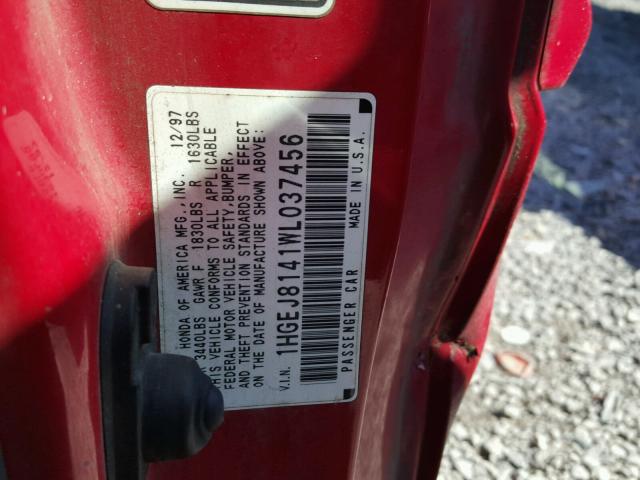 HONDA OF AMERICA MFG., INC. 12/97
3440LBS GAWR F 1830LBS R 1630LBS
THIS VEHICLE CONFORMS TO ALL APPLICABLE
FEDERAL MOTOR VEHICLE SAFETY, BUMPER,
AND THEFT PREVENTION STANDARDS IN EFFECT
ON THE DATE OF MANUFACTURE SHOWN ABOVE:
V.I.N. 1HGEJ8141WL037456
PASSENGER CAR MADE IN U.S.A.